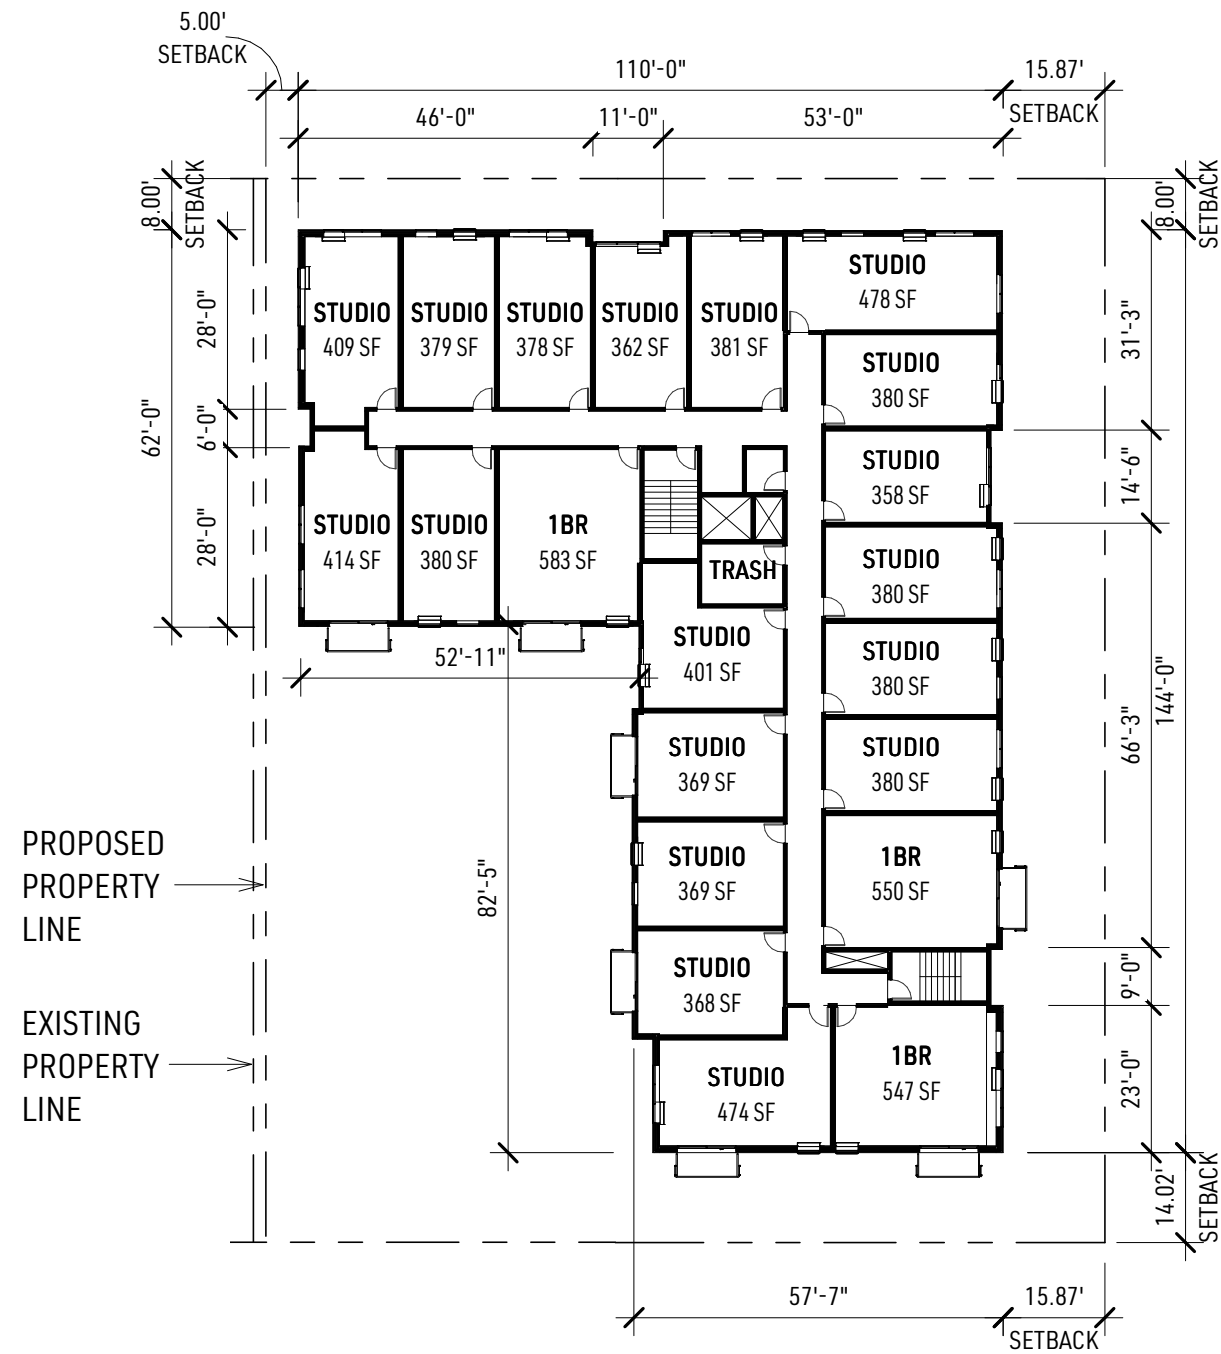 5.00'
SETBACK
110'-0"
15.87'
SETBACK
46'-0"
11'-0"
53'-0"
8.00'
SETBACK
8.00'
SETBACK
28'-0"
6'-0"
28'-0"
62'-0"
STUDIO
409 SF
STUDIO
379 SF
STUDIO
378 SF
STUDIO
362 SF
STUDIO
381 SF
STUDIO
478 SF
STUDIO
380 SF
STUDIO
358 SF
STUDIO
414 SF
STUDIO
380 SF
1BR
583 SF
TRASH
STUDIO
380 SF
STUDIO
401 SF
STUDIO
380 SF
STUDIO
369 SF
STUDIO
380 SF
STUDIO
369 SF
1BR
550 SF
STUDIO
368 SF
STUDIO
474 SF
1BR
547 SF
31'-3"
14'-6"
66'-3"
144'-0"
9'-0"
23'-0"
14.02'
SETBACK
52'-11"
82'-5"
PROPOSED
PROPERTY
LINE
EXISTING
PROPERTY
LINE
57'-7"
15.87'
SETBACK